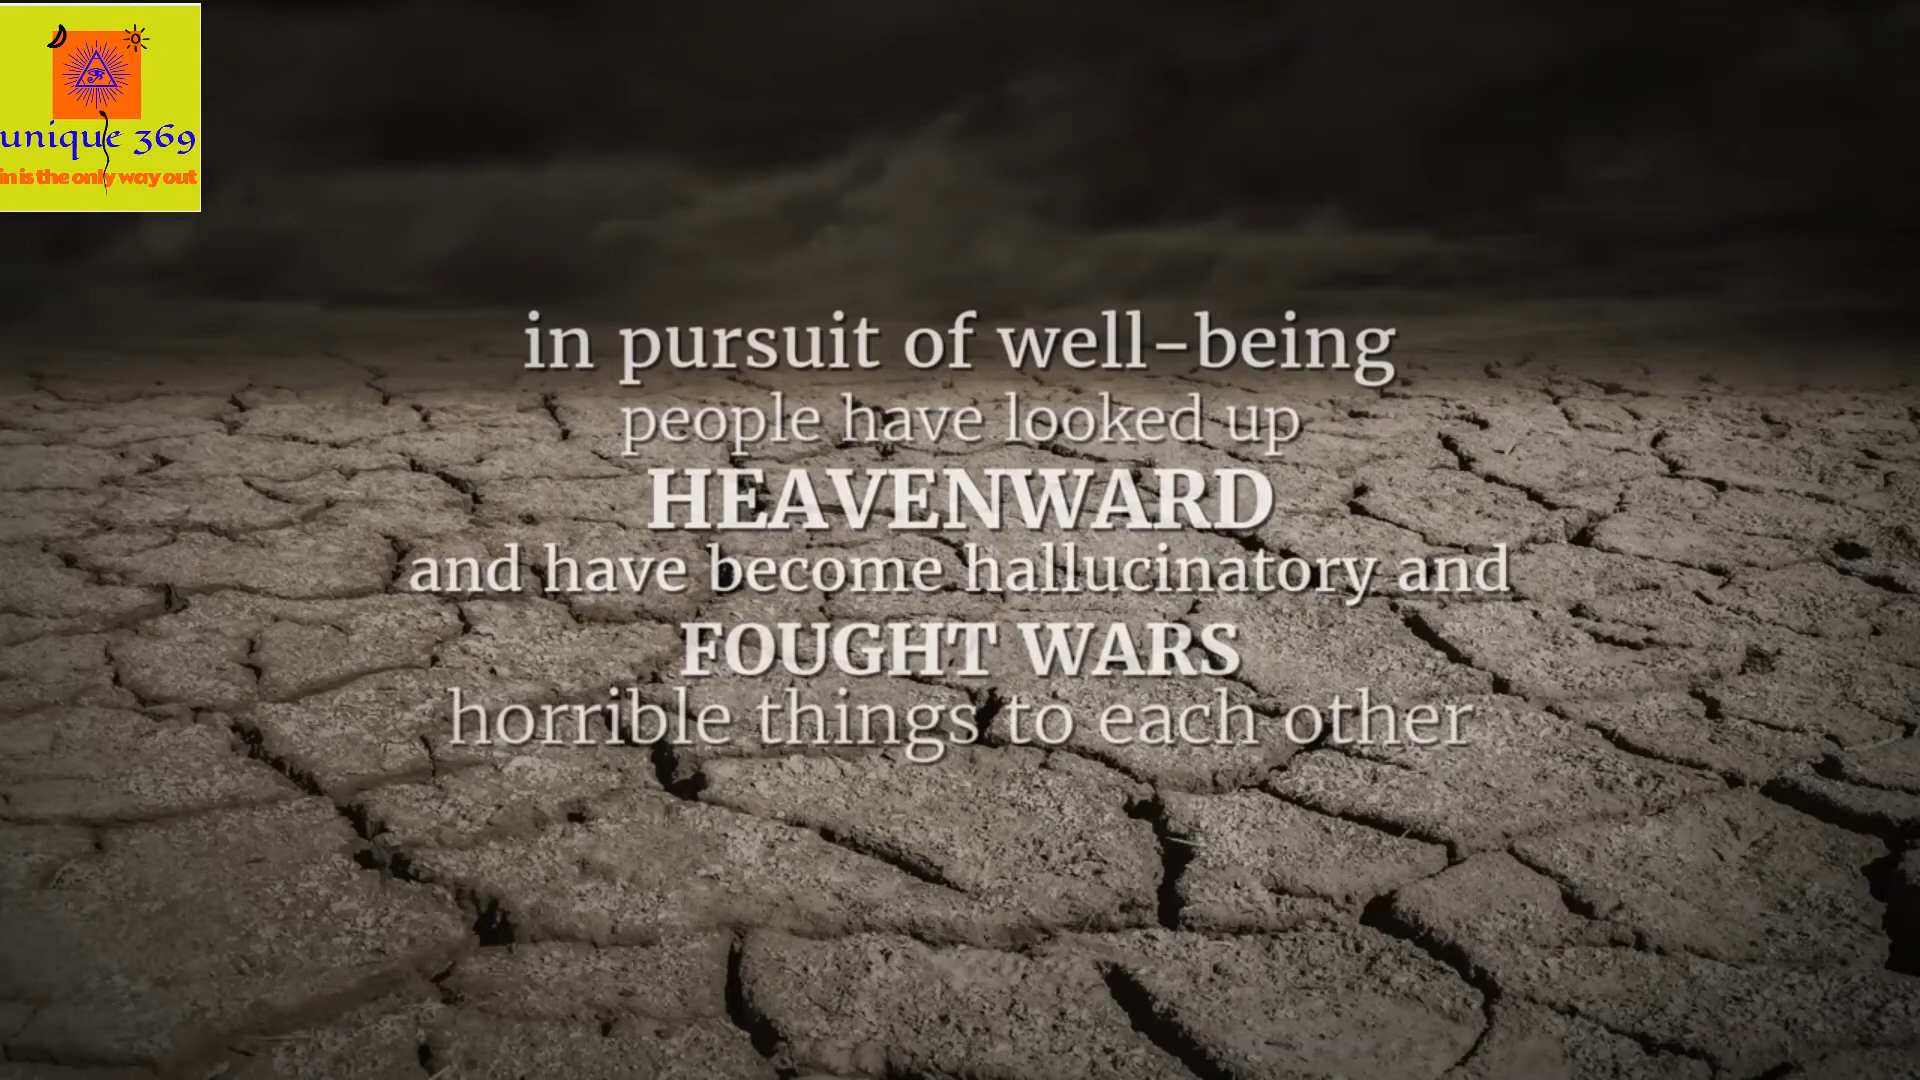 unique 369
in is the only way out
in pursuit of well-being
people have looked up
HEAVENWARD
and have become hallucinatory and
FOUGHT WARS
horrible things to each other